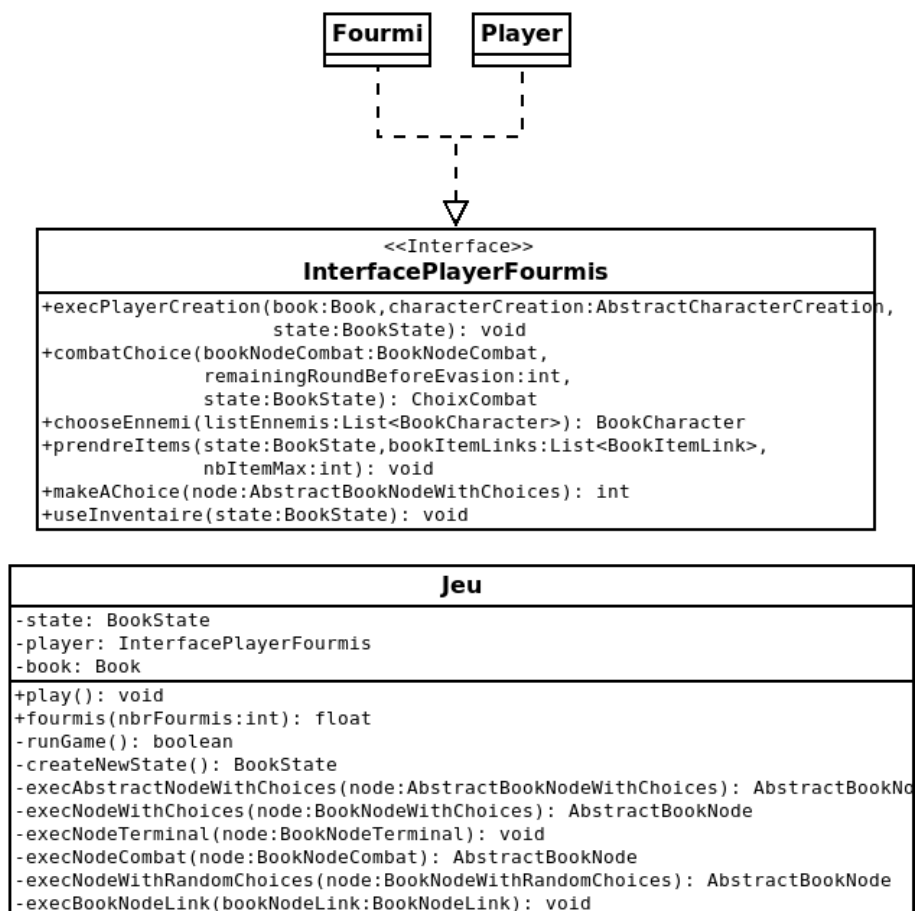 Fourmi Player
<<Interface>>
InterfacePlayerFourmis
+execPlayerCreation(book:Book,characterCreation:AbstractCharacterCreation,
state:BookState): void
+combatChoice(bookNodeCombat:BookNodeCombat,
remainingRoundBeforeEvasion:int,
state:BookState): ChoixCombat
+chooseEnnemi(listEnnemis:List<BookCharacter>): BookCharacter
+prendreItems(state:BookState,bookItemLinks:List<BookItemLink>,
nbItemMax:int): void
+makeAChoice(node:AbstractBookNodeWithChoices): int
+useInventaire(state:BookState): void
Jeu
-state: BookState
-player: InterfacePlayerFourmis
-book: Book
+play(): void
+fourmis(nbrFourmis:int): float
-runGame(): boolean
-createNewState(): BookState
-execAbstractNodeWithChoices(node:AbstractBookNodeWithChoices): AbstractBookNo
-execNodeWithChoices(node:BookNodeWithChoices): AbstractBookNode
-execNodeTerminal(node:BookNodeTerminal): void
-execNodeCombat(node:BookNodeCombat): AbstractBookNode
-execNodeWithRandomChoices(node:BookNodeWithRandomChoices): AbstractBookNode
-execBookNodeLink(bookNodeLink:BookNodeLink): void